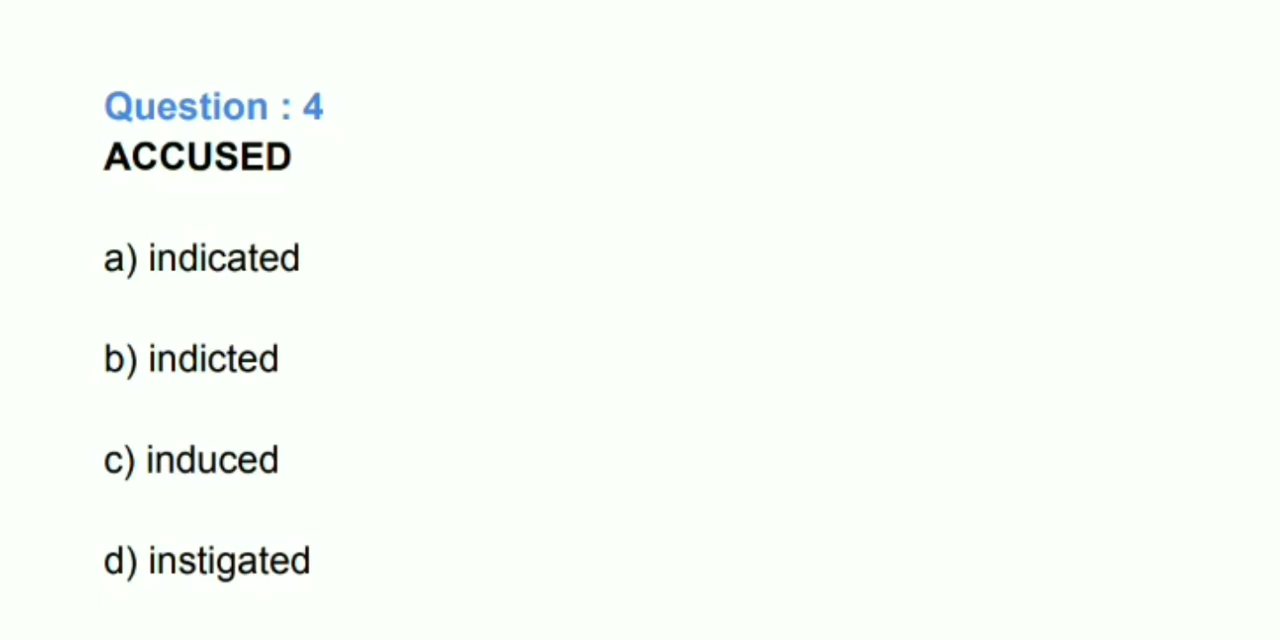 Question : 4
ACCUSED
a) indicated
b) indicted
c) induced
d) instigated